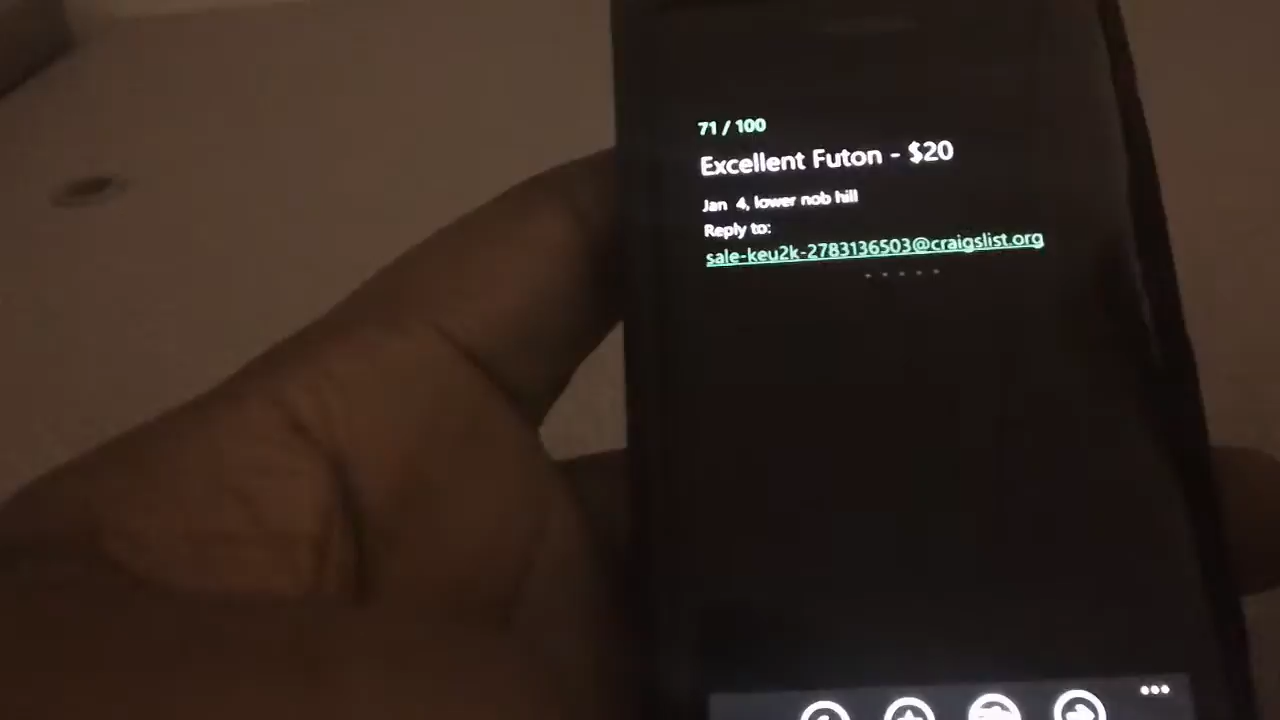 71 / 100
Excellent Futon - $20
Jan 4, lower nob hill
Reply to:
sale-keu2k-2783136503@craigslist.org